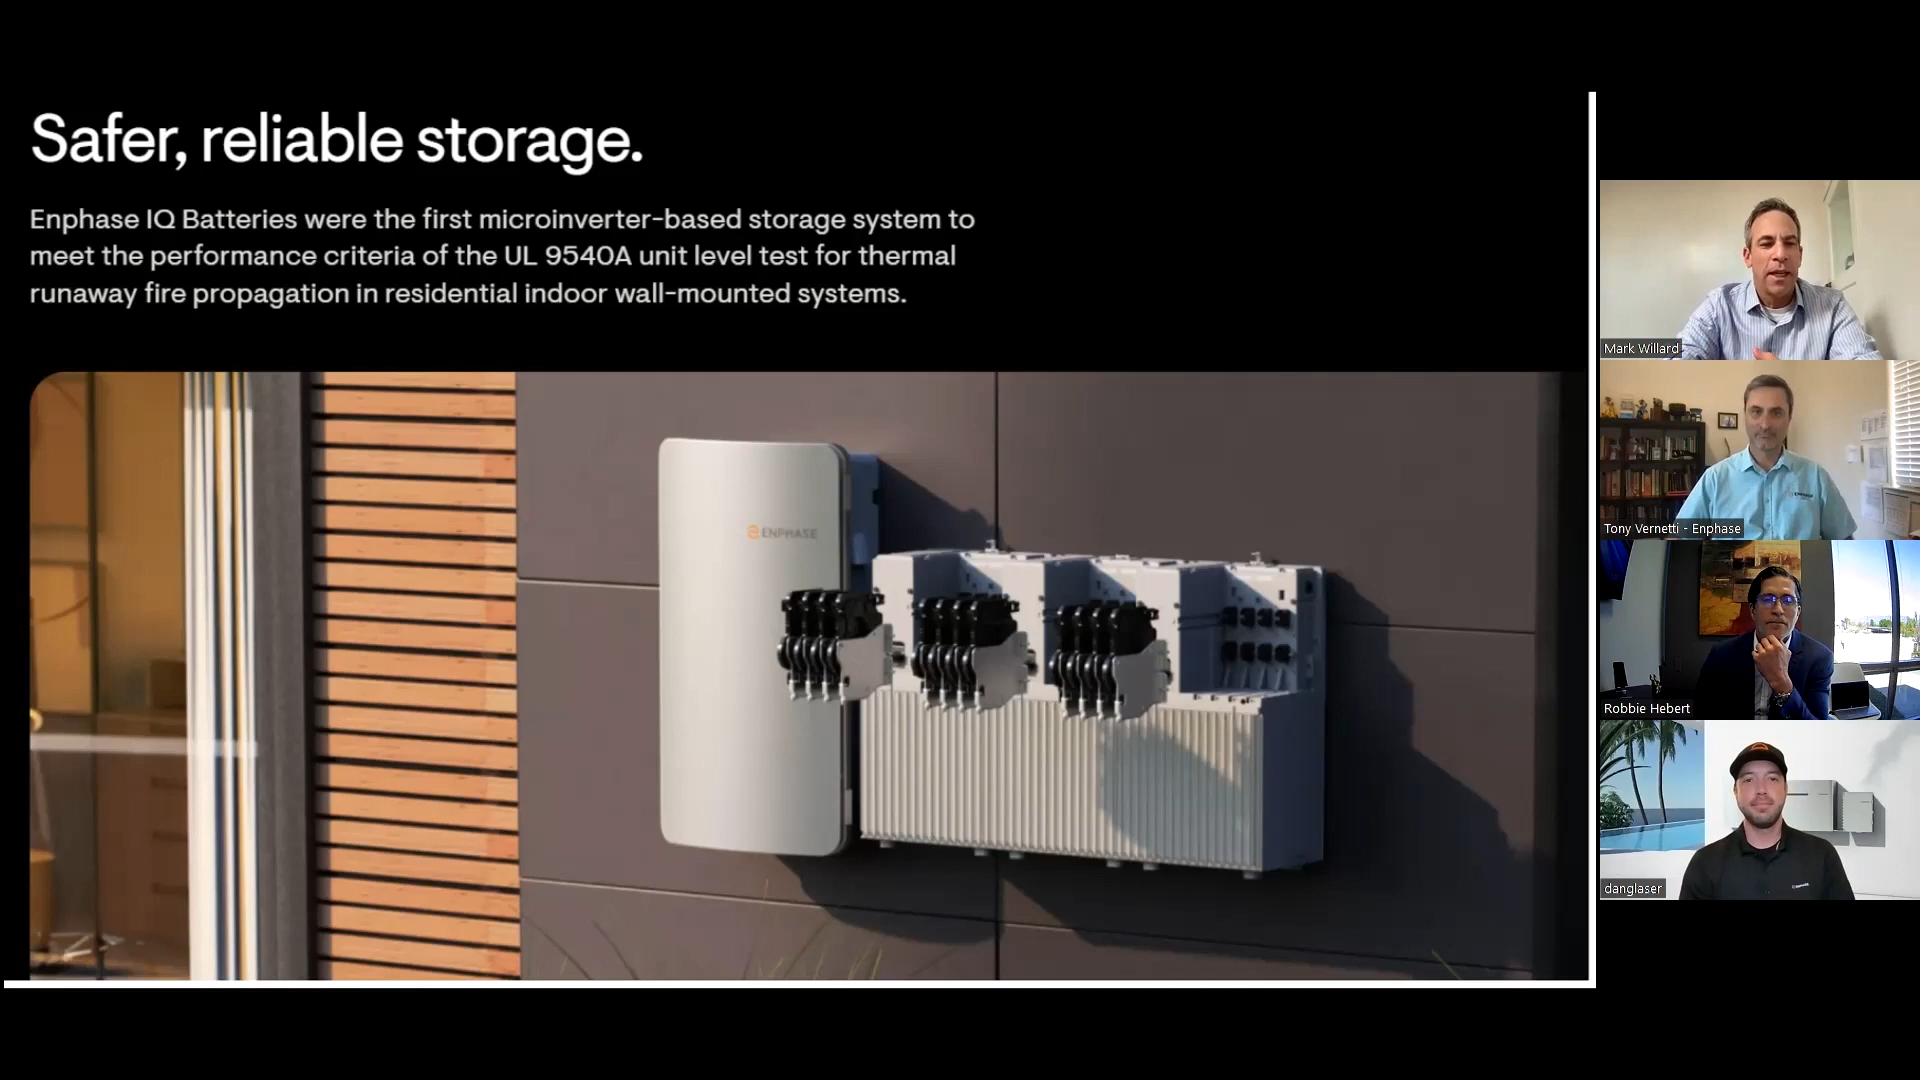 Safer, reliable storage.
Enphase IQ Batteries were the first microinverter-based storage system to
meet the performance criteria of the UL 9540A unit level test for thermal
runaway fire propagation in residential indoor wall-mounted systems.
ENPHASE
Mark Willard
Tony Vernetti - Enphase
Robbie Hebert
danglaser